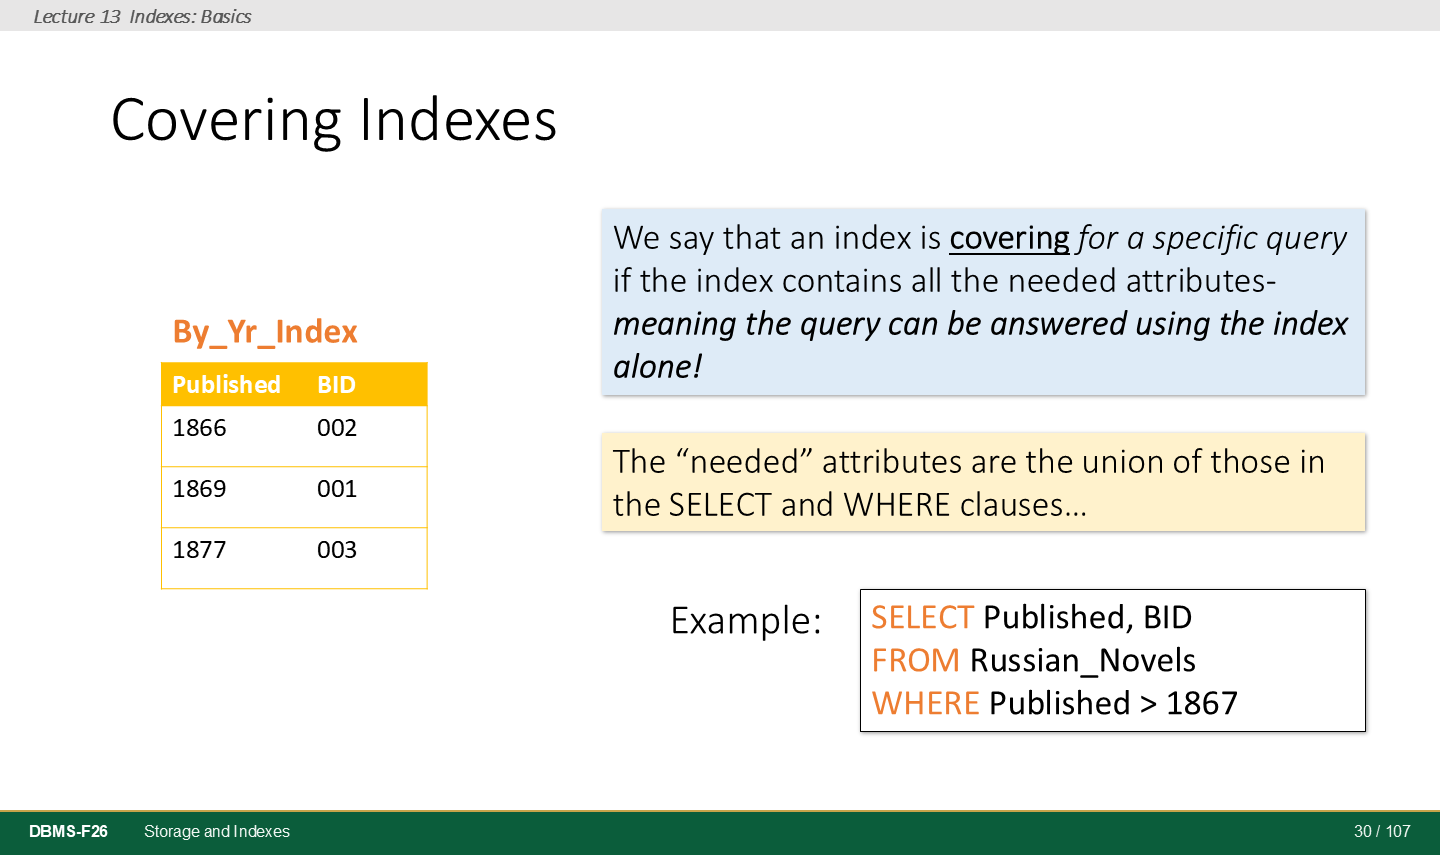 Lecture 13 Indexes: Basics
Covering Indexes
We say that an index is covering for a specific query
if the index contains all the needed attributes-
meaning the query can be answered using the index
alone!
By_Yr_Index
Published BID
1866 002
1869 001
1877 003
The “needed” attributes are the union of those in
the SELECT and WHERE clauses…
Example:
SELECT Published, BID
FROM Russian_Novels
WHERE Published > 1867
DBMS-F26 Storage and Indexes 30 / 107